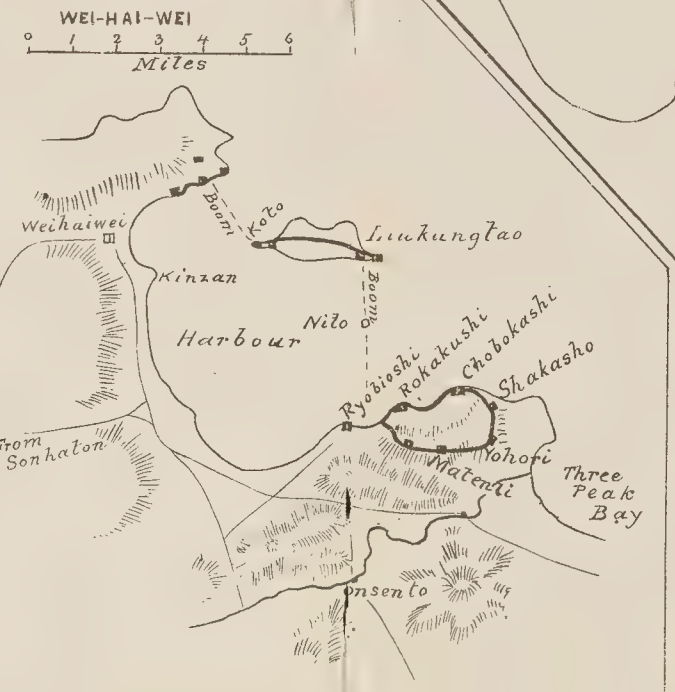 WEI-HAI-WEI
0 1 2 3 4 5 6
Miles
Boom
Koto
Liukungtao
Weihaiwei
Kinzan
Boom
Nito
Harbour
Ryobioshi
Rokakushi
Chobokashi
Shakasho
From
Sonhaton
Yohori
Matenti
Three
Peak
Bay
Onsento